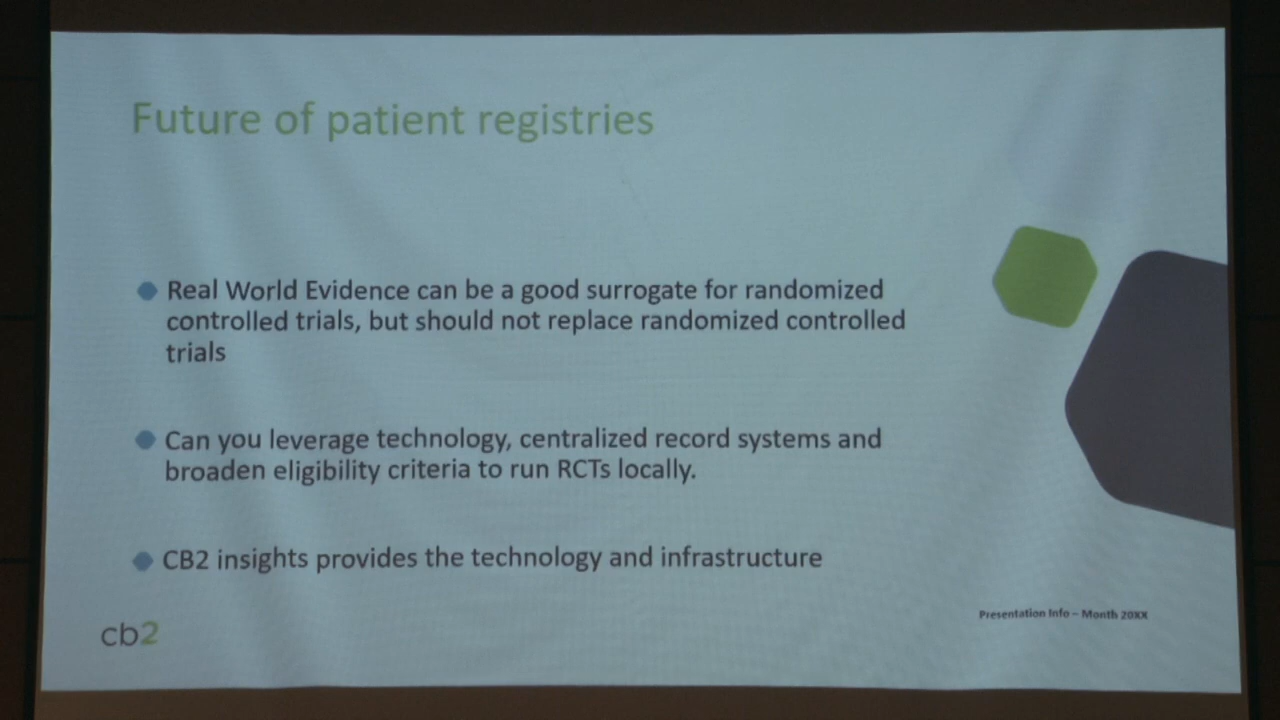 Future of patient registries
Real World Evidence can be a good surrogate for randomized
controlled trials, but should not replace randomized controlled
trials
Can you leverage technology, centralized record systems and
broaden eligibility criteria to run RCTs locally.
CB2 insights provides the technology and infrastructure
Presentation Info – Month 20XX
cb2